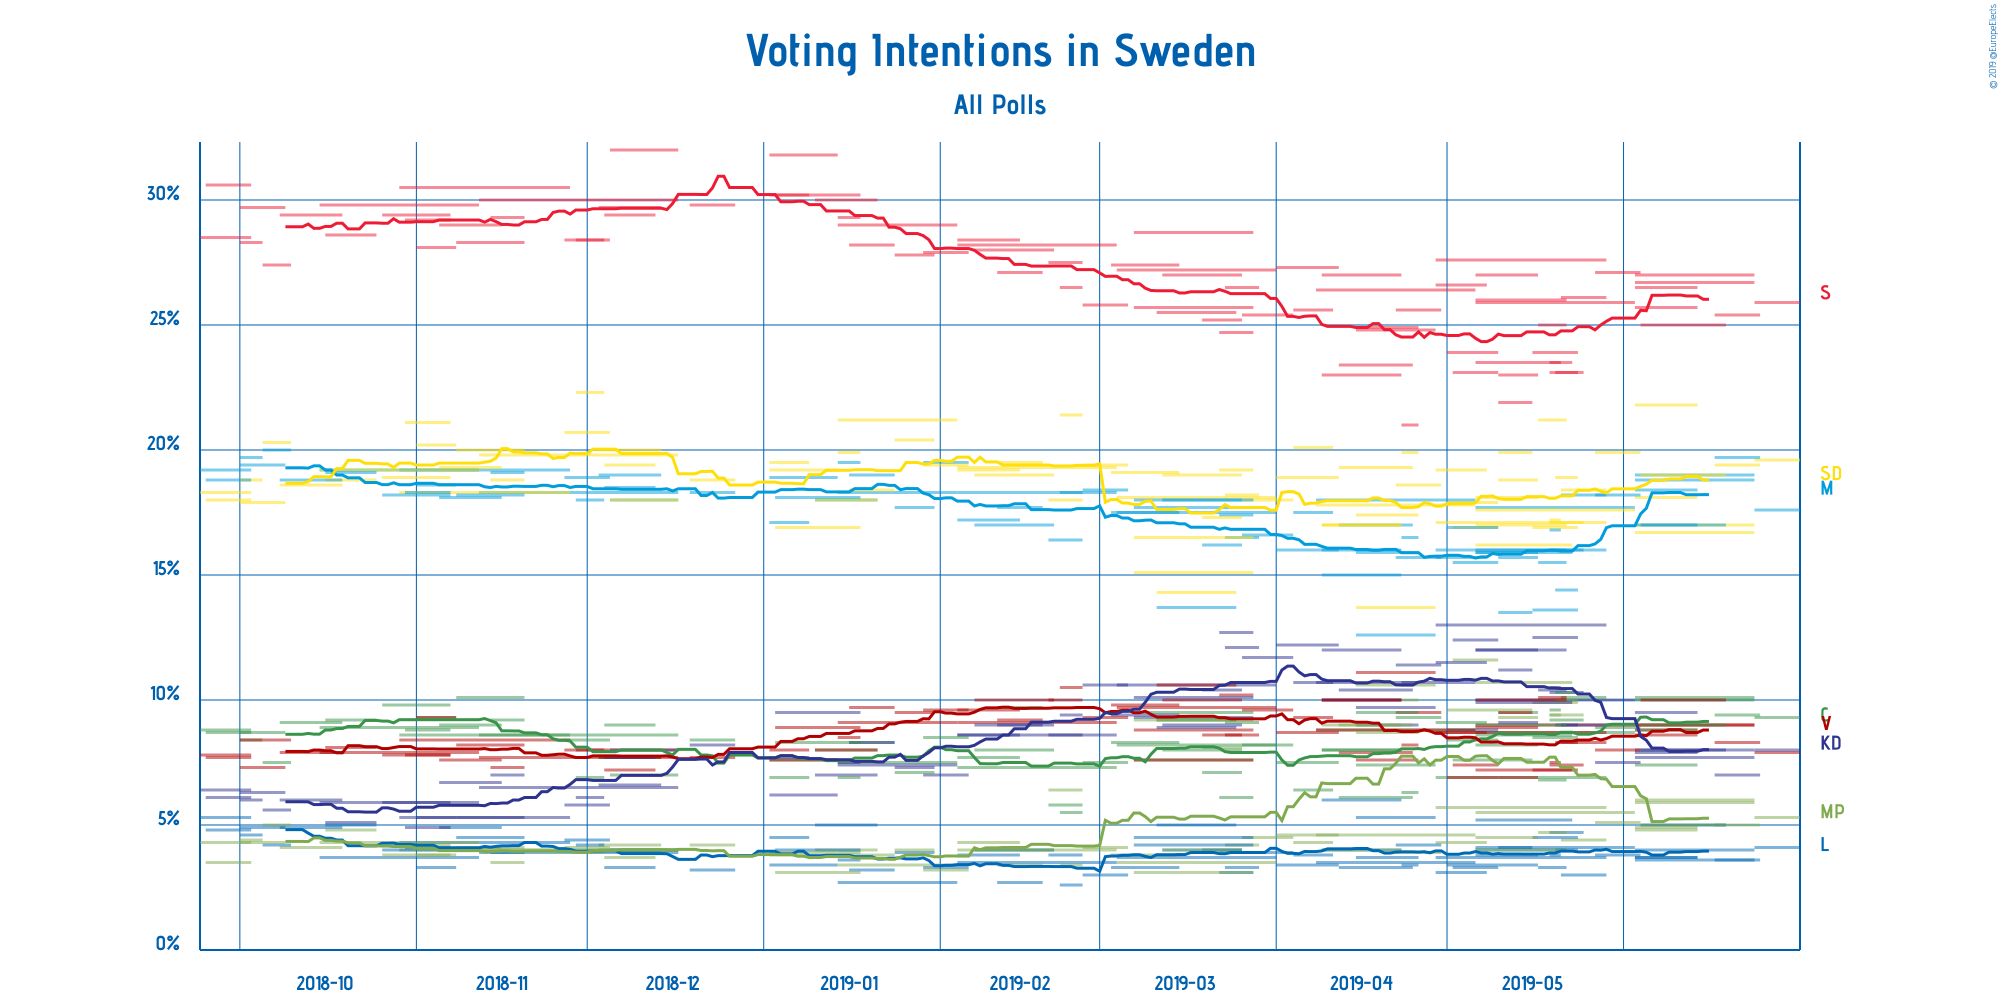 Voting Intentions in Sweden
All Polls
© 2019 @EuropeElects
30%
25%
20%
15%
10%
5%
0%
S
SD
M
C
V
KD
MP
L
2018-10
2018-11
2018-12
2019-01
2019-02
2019-03
2019-04
2019-05